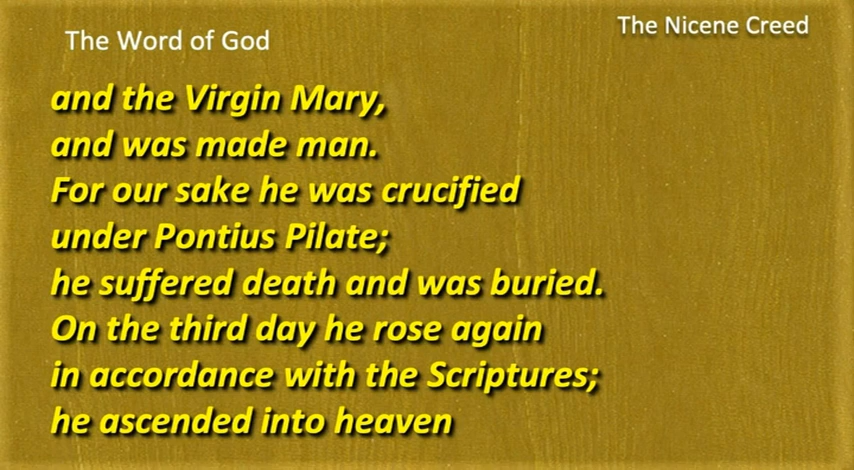 The Word of God
The Nicene Creed
and the Virgin Mary,
and was made man.
For our sake he was crucified
under Pontius Pilate;
he suffered death and was buried.
On the third day he rose again
in accordance with the Scriptures;
he ascended into heaven